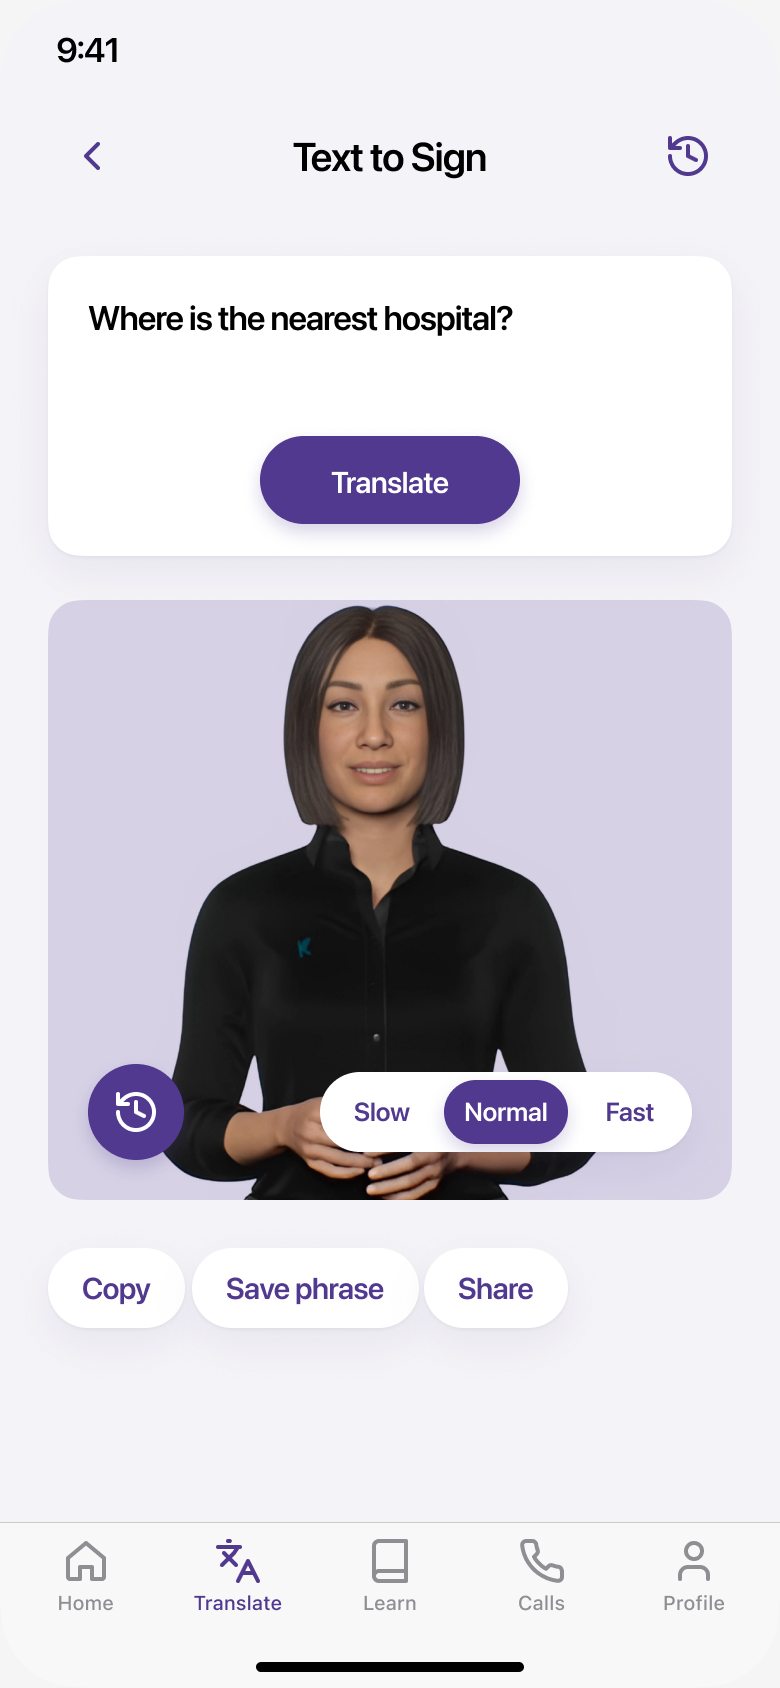 9:41
Text to Sign
Where is the nearest hospital?
Translate
K
Slow Normal Fast
Copy Save phrase Share
Home Translate Learn Calls Profile